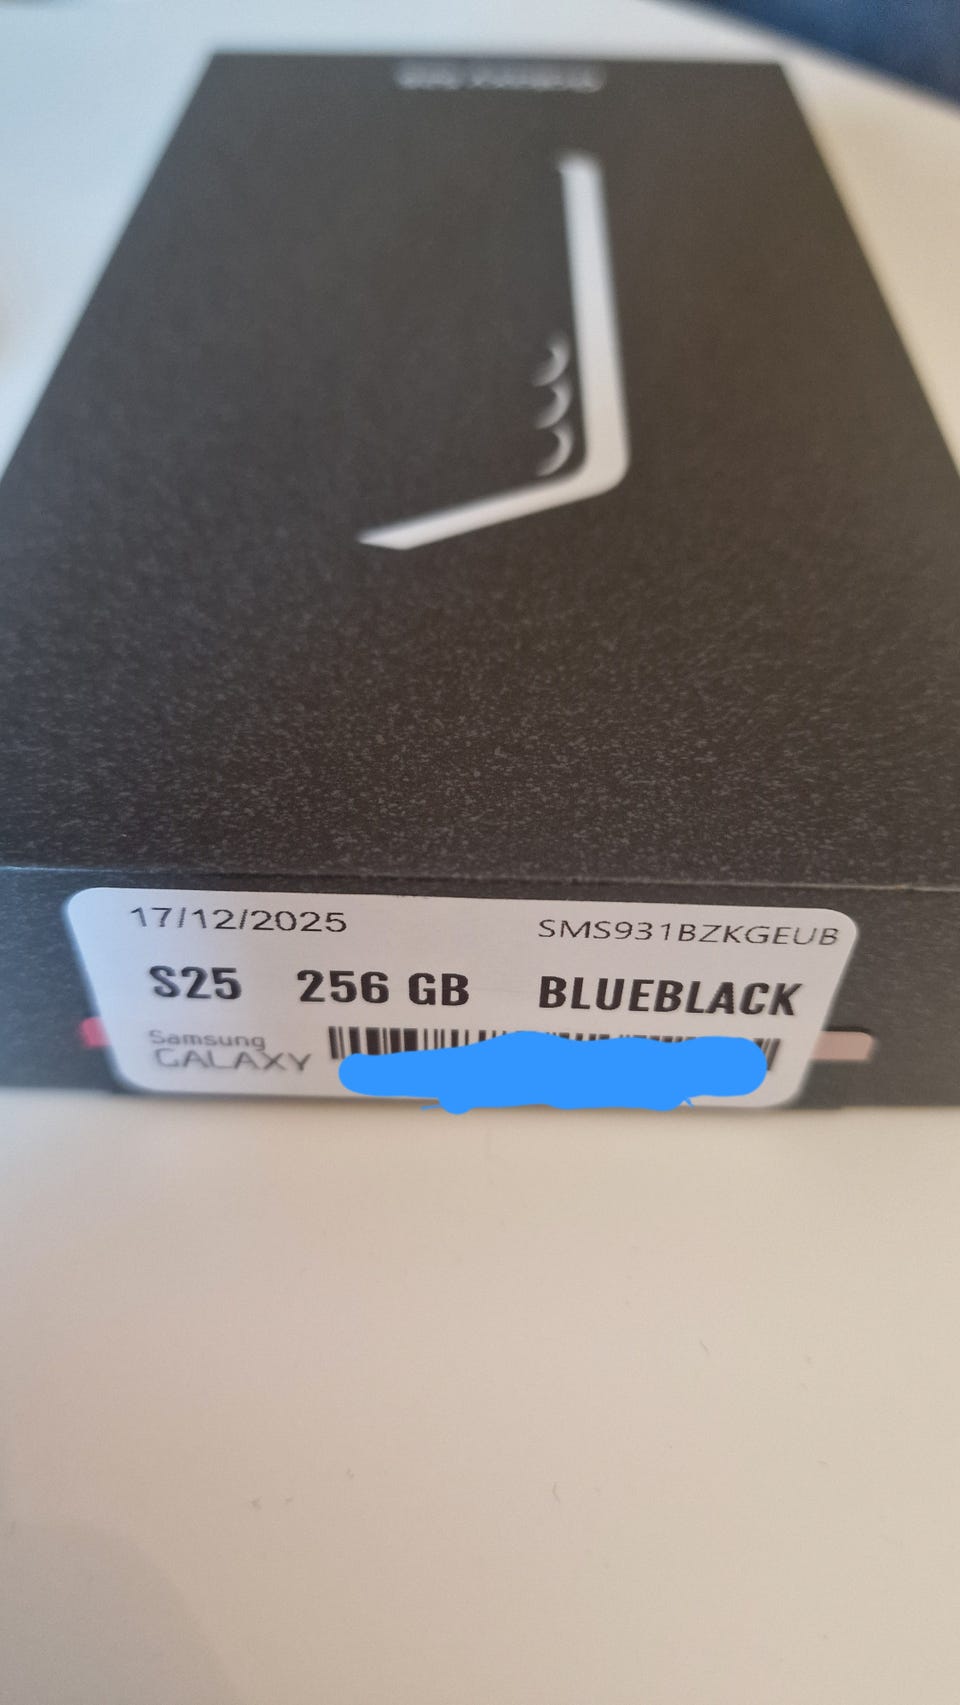 17/12/2025 SMS931BZKGEUB
S25 256 GB BLUEBLACK
Samsung
GALAXY